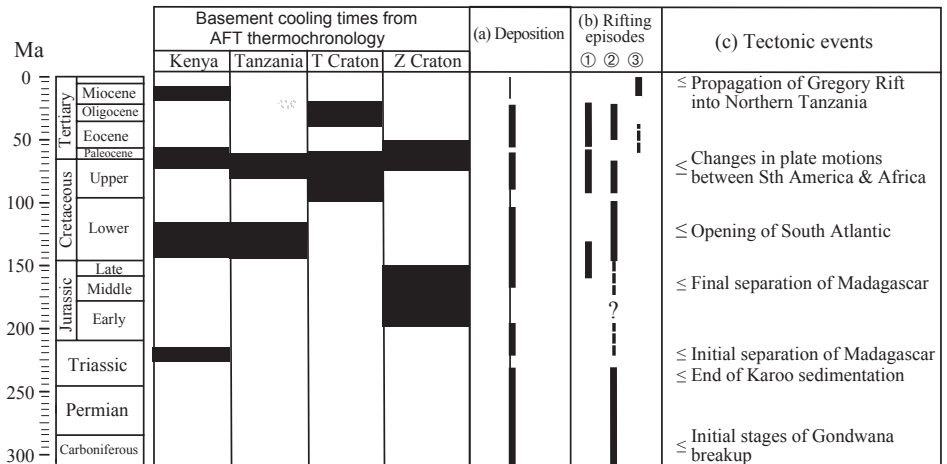 Basement cooling times from
AFT thermochronology
Kenya
Tanzania
T Craton
Z Craton
(a) Deposition
(b) Rifting
episodes
① ② ③
(c) Tectonic events
Ma
0
50
100
150
200
250
300
Tertiary
Cretaceous
Jurassic
Miocene
Oligocene
Eocene
Paleocene
Upper
Lower
Late
Middle
Early
Triassic
Permian
Carboniferous
?
≤ Propagation of Gregory Rift
into Northern Tanzania
≤ Changes in plate motions
between Sth America & Africa
≤ Opening of South Atlantic
≤ Final separation of Madagascar
≤ Initial separation of Madagascar
≤ End of Karoo sedimentation
≤ Initial stages of Gondwana
breakup